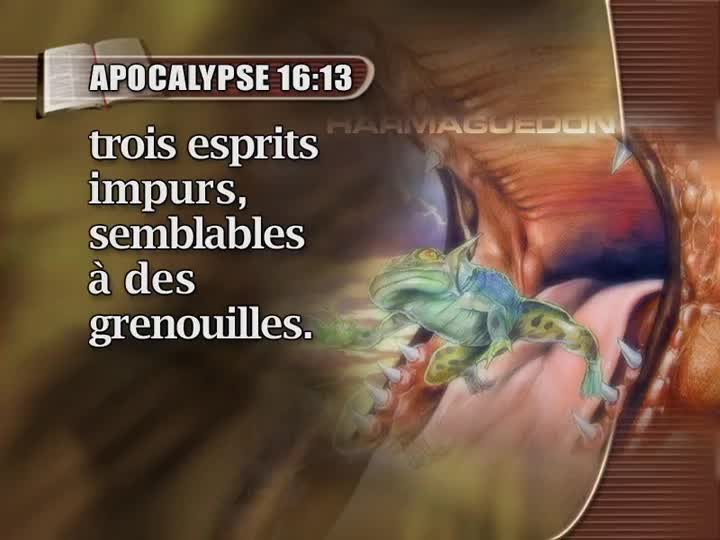 APOCALYPSE 16:13
HARMAGUEDON
trois esprits
impurs,
semblables
à des
grenouilles.